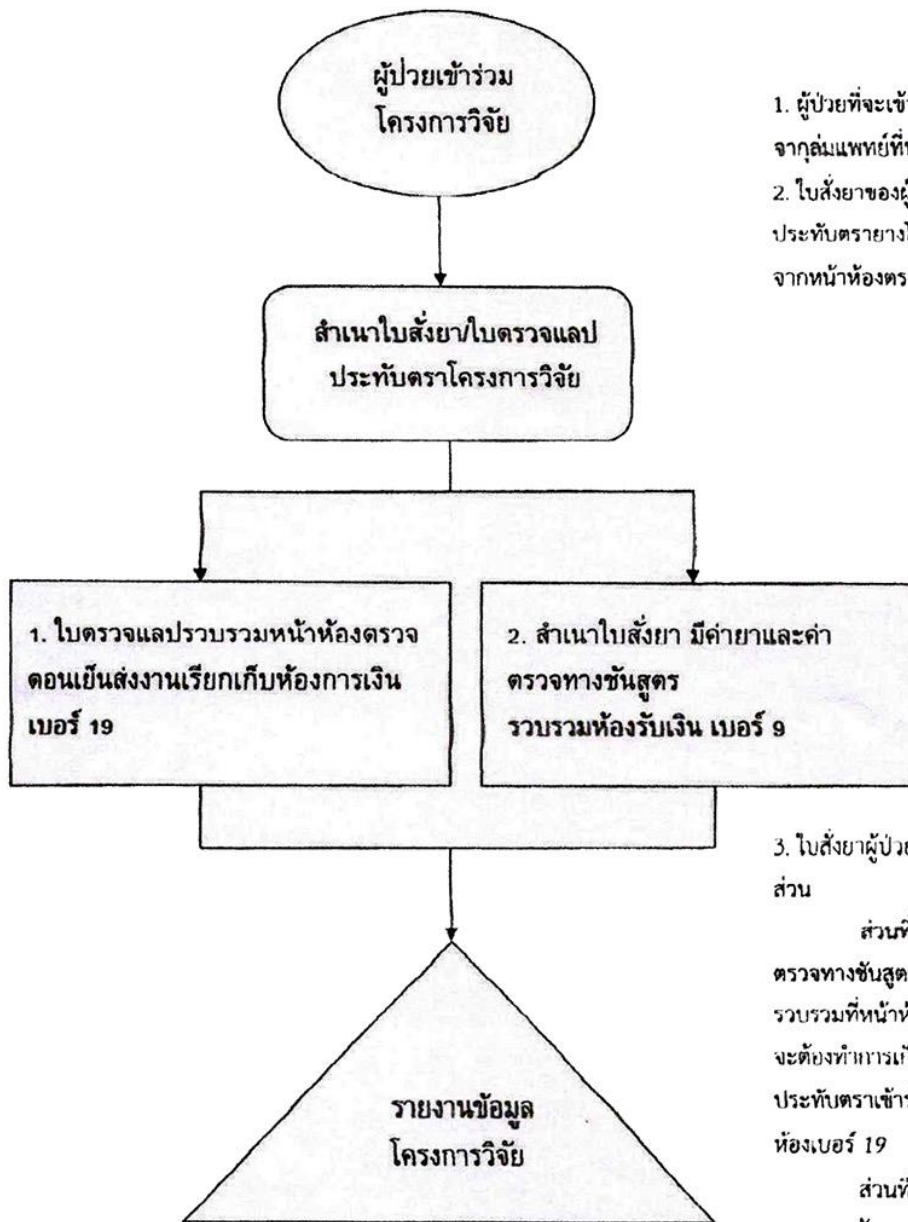 ผู้ป่วยเข้าร่วม
โครงการวิจัย
1. ผู้ป่วยที่จะเข้า
จากุล่มแพทย์ที่
2. ใบสั่งยาของผู้
ประทับตรายาง
จากหน้าห้องตร
สำเนาใบสั่งยา/ใบตรวจแลป
ประทับตราโครงการวิจัย
1. ใบตรวจแลปรวบรวมหน้าห้องตรวจ
ตอนเย็นส่งงานเรียกเก็บห้องการเงิน
เบอร์ 19
2. สำเนาใบสั่งยา มีค่ายาและค่า
ตรวจทางชันสูตร
รวบรวมห้องรับเงิน เบอร์ 9
3. ใบสั่งยาผู้ป่วย
ส่วน
ส่วนที่
ตรวจทางชันสูต
รวบรวมที่หน้าห้
จะต้องทำการเก็
ประทับตราเข้าร
ห้องเบอร์ 19
ส่วนที่
รายงานข้อมูล
โครงการวิจัย